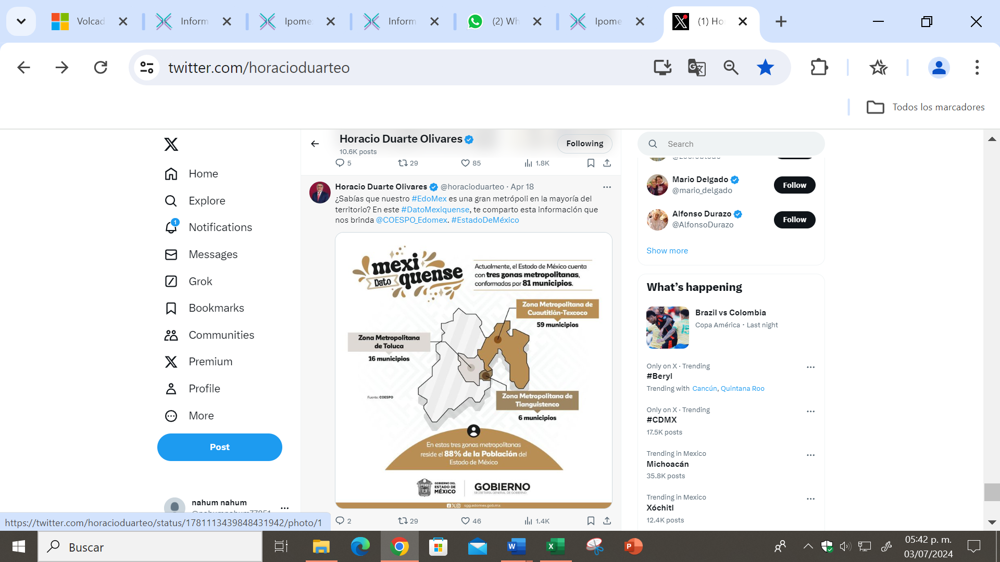 Volcad
Inform
Ipome
Inform
(2) Wh
Ipome
(1) Ho
twitter.com/horacioduarteo
Todos los marcadores
Home
Explore
1
Notifications
Messages
Grok
Bookmarks
Communities
Premium
Profile
More
Post
nahum nahum
https://twitter.com/horacioduarteo/status/1781113439848431942/photo/1
Horacio Duarte Olivares
10.6K posts
Following
5
29
85
1.8K
Horacio Duarte Olivares @horacioduarteo · Apr 18
¿Sabías que nuestro #EdoMex es una gran metrópoli en la mayoría del
territorio? En este #DatoMexiquense, te comparto esta información que
nos brinda @COESPO_Edomex. #EstadoDeMéxico
Dato
mexi
quense
Actualmente, el Estado de México cuenta
con tres zonas metropolitanas,
conformadas por 81 municipios.
Zona Metropolitana de
Cuautitlán-Texcoco
59 municipios
Zona Metropolitana
de Toluca
16 municipios
Fuente: COESPO
Zona Metropolitana de
Tianguistenco
6 municipios
En estas tres zonas metropolitanas
reside el 88% de la Población del
Estado de México
GOBIERNO DEL
ESTADO DE
MÉXICO
GOBIERNO
SECRETARÍA GENERAL DE GOBIERNO
sgg.edomex.gob.mx
2
29
46
1.4K
Search
Mario Delgado
@mario_delgado
Follow
Alfonso Durazo
@AlfonsoDurazo
Follow
Show more
What's happening
Brazil vs Colombia
Copa América · Last night
Only on X · Trending
#Beryl
Trending with Cancún, Quintana Roo
Only on X · Trending
#CDMX
17.5K posts
Trending in Mexico
Michoacán
35.8K posts
Trending in Mexico
Xóchitl
12.4K posts
Buscar
05:42 p. m.
03/07/2024